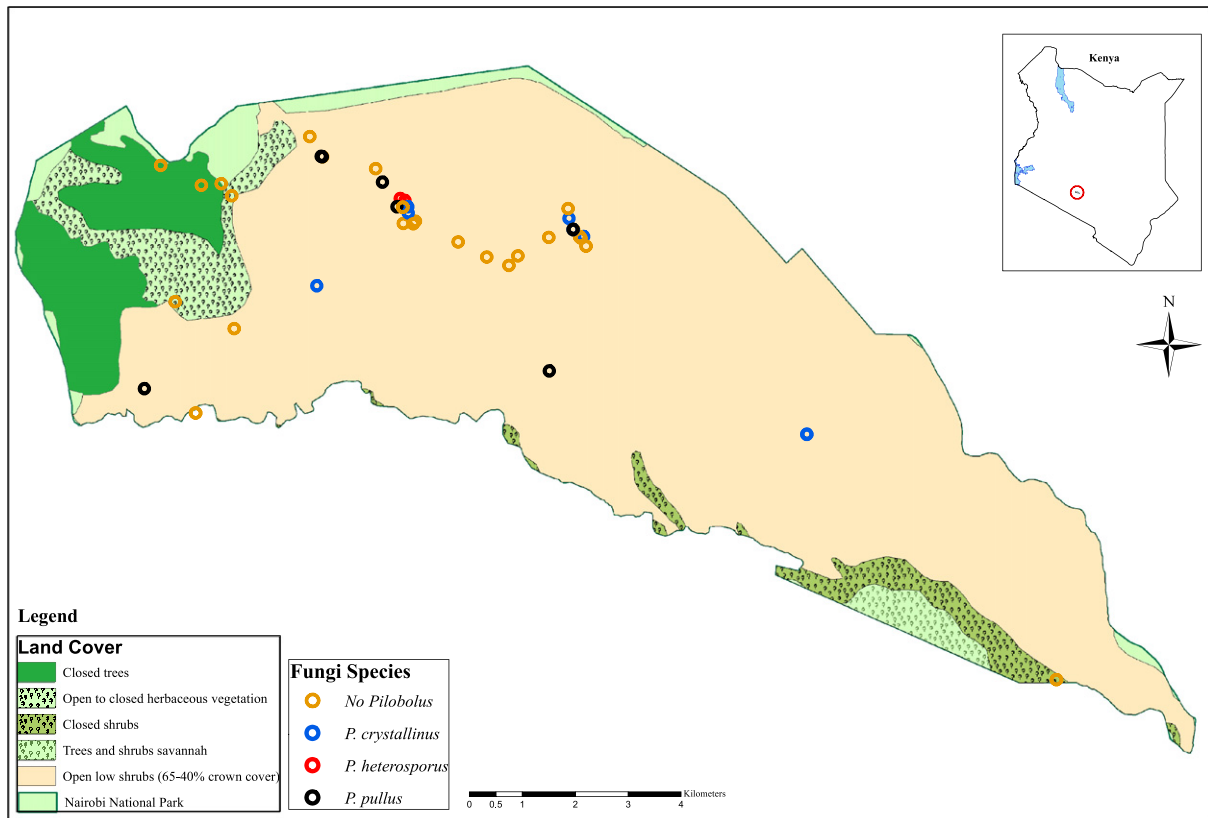 Kenya
N
Legend
Land Cover
Closed trees
Open to closed herbaceous vegetation
Closed shrubs
Trees and shrubs savannah
Open low shrubs (65-40% crown cover)
Nairobi National Park
Fungi Species
No Pilobolus
P. crystallinus
P. heterosporus
P. pullus
Kilometers
0 0.5 1 2 3 4